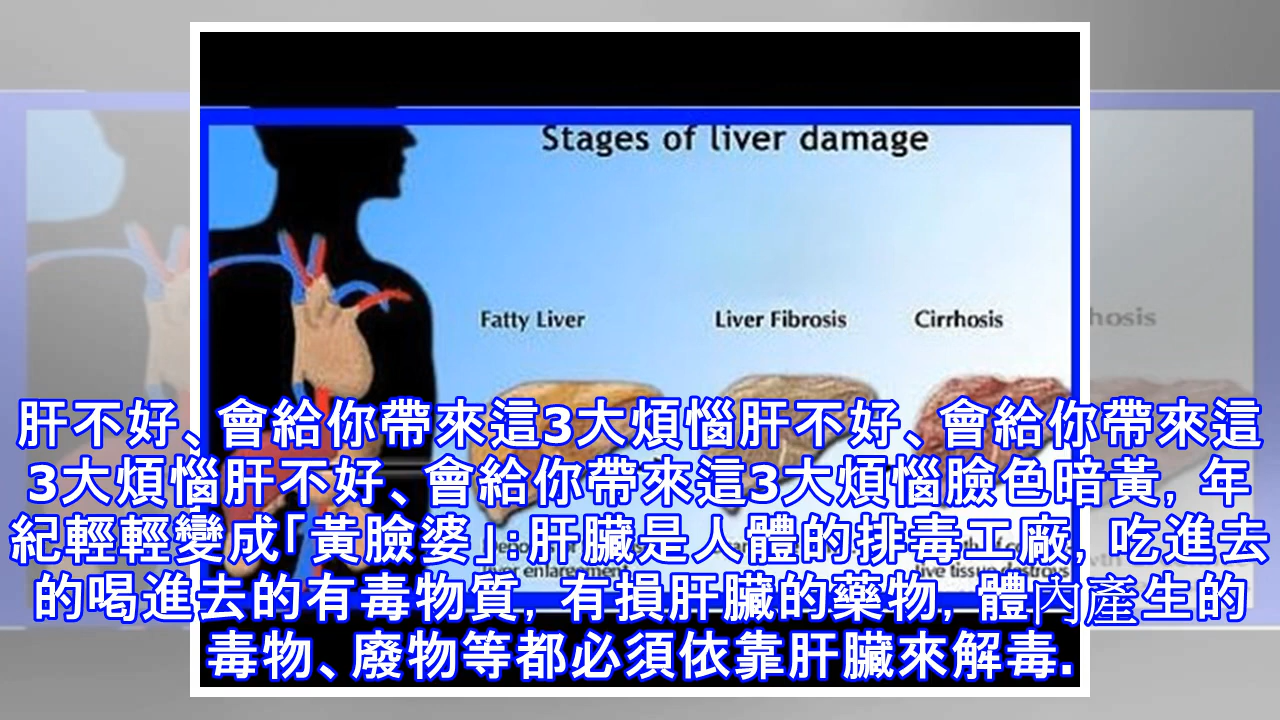 Stages of liver damage
Fatty Liver
Liver Fibrosis
Cirrhosis
hosis
肝不好、會給你帶來這3大煩惱肝不好、會給你帶來這
3大煩惱肝不好、會給你帶來這3大煩惱臉色暗黃, 年
紀輕輕變成「黃臉婆」:肝臟是人體的排毒工廠, 吃進去
的喝進去的有毒物質, 有損肝臟的藥物, 體內產生的
毒物、廢物等都必須依靠肝臟來解毒.
liver enlargement
live tissue destroys